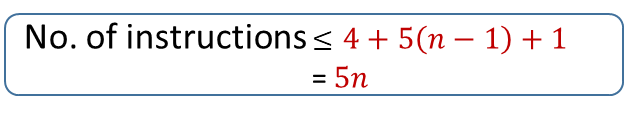 No. of instructions ≤ 4 + 5(n − 1) + 1
= 5n